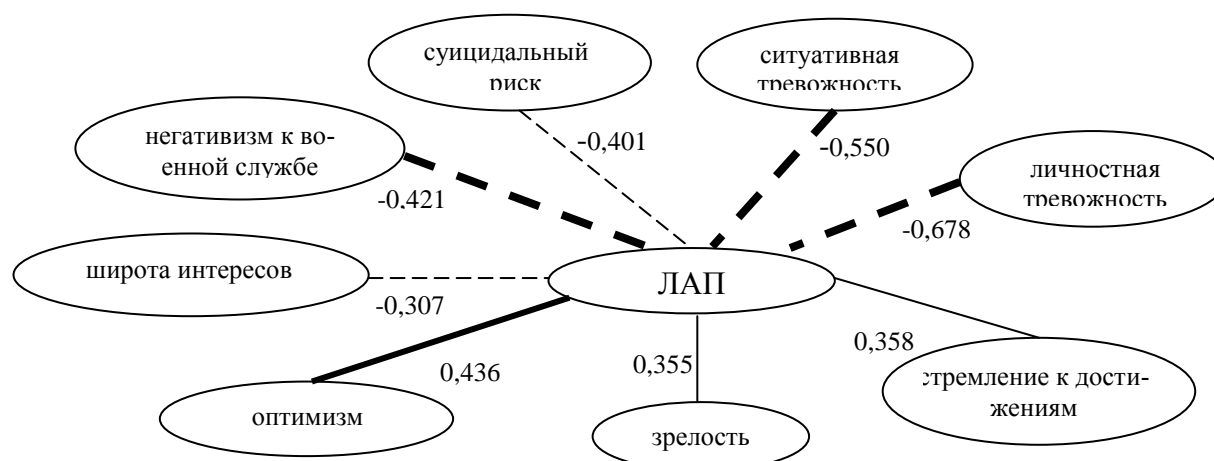 суицидальный
риск
ситуативная
тревожность
негативизм к во-
енной службе
-0,401
-0,550
личностная
тревожность
-0,421
-0,678
широта интересов
ЛАП
-0,307
0,436
0,355
0,358
стремление к дости-
жениям
оптимизм
зрелость